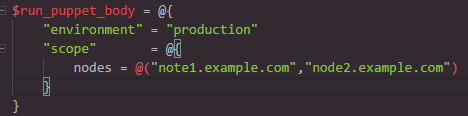 $run_puppet_body = @{
"environment" = "production"
"scope" = @{
nodes = @("note1.example.com","node2.example.com")
}
}